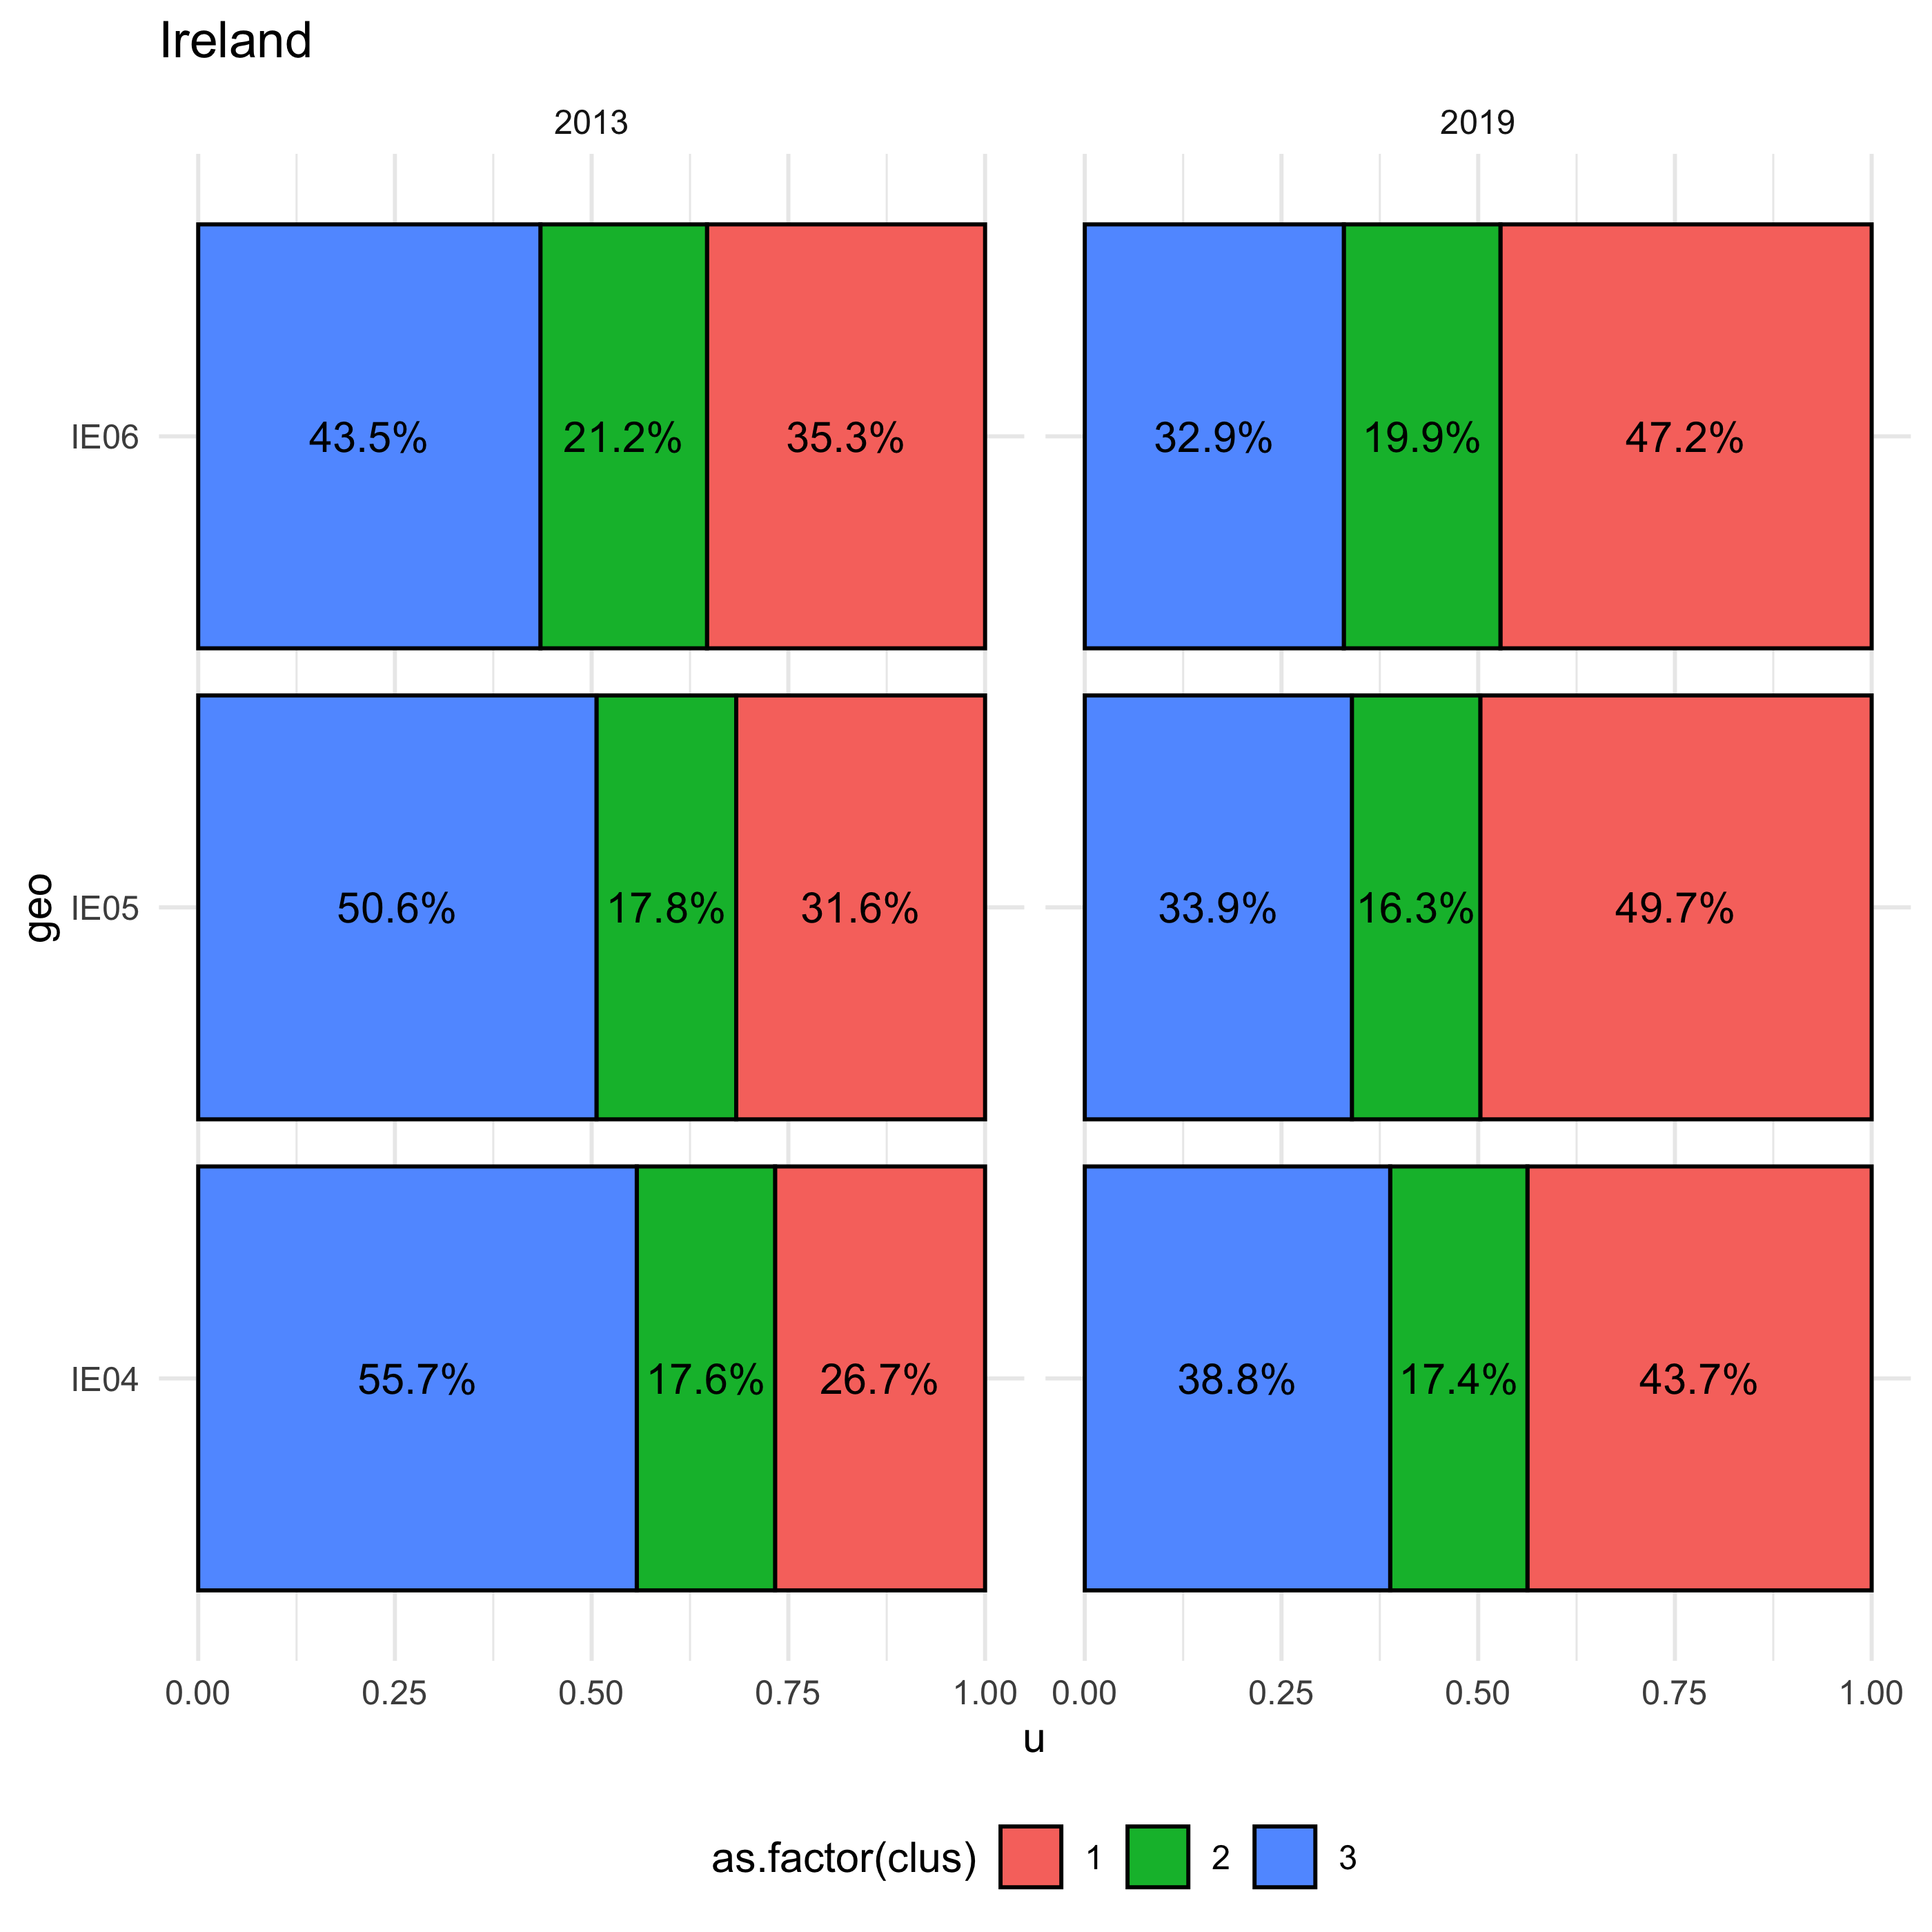 Ireland
2013 2019
IE06 43.5% 21.2% 35.3% 32.9% 19.9% 47.2%
geo
IE05 50.6% 17.8% 31.6% 33.9% 16.3% 49.7%
IE04 55.7% 17.6% 26.7% 38.8% 17.4% 43.7%
0.00 0.25 0.50 0.75 1.00 0.00 0.25 0.50 0.75 1.00
u
as.factor(clus) 1 2 3